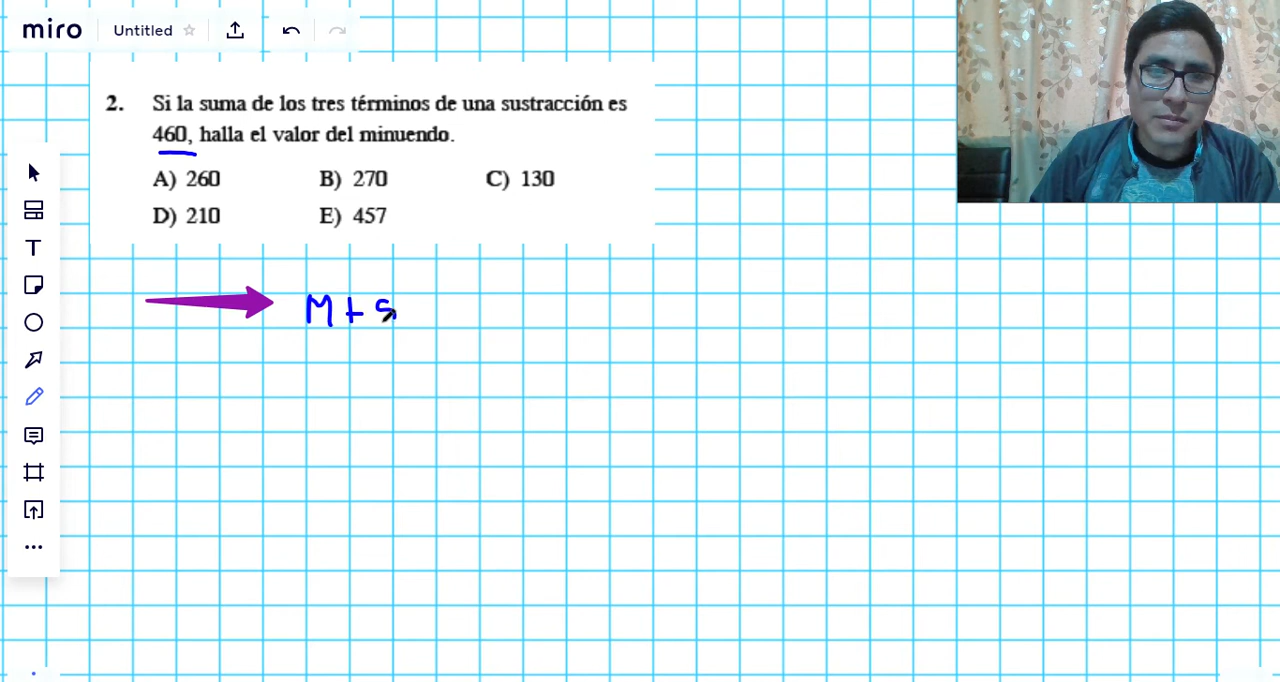 miro Untitled
2. Si la suma de los tres términos de una sustracción es
460, halla el valor del minuendo.
A) 260 B) 270 C) 130
D) 210 E) 457
T
M + S